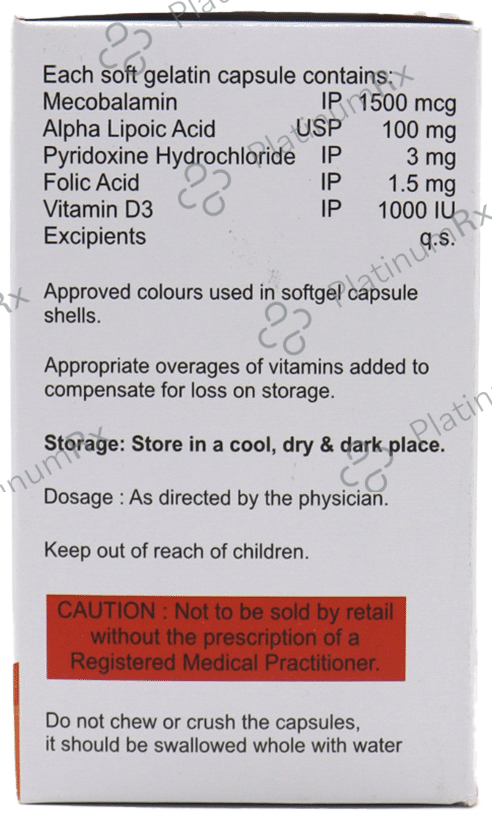 Each soft gelatin capsule contains:
Mecobalamin IP 1500 mcg
Alpha Lipoic Acid USP 100 mg
Pyridoxine Hydrochloride IP 3 mg
Folic Acid IP 1.5 mg
Vitamin D3 IP 1000 IU
Excipients q.s.
Approved colours used in softgel capsule
shells.
Appropriate overages of vitamins added to
compensate for loss on storage.
Storage: Store in a cool, dry & dark place.
Dosage : As directed by the physician.
Keep out of reach of children.
CAUTION : Not to be sold by retail
without the prescription of a
Registered Medical Practitioner.
Do not chew or crush the capsules,
it should be swallowed whole with water
PlatinumRx
PlatinumRx